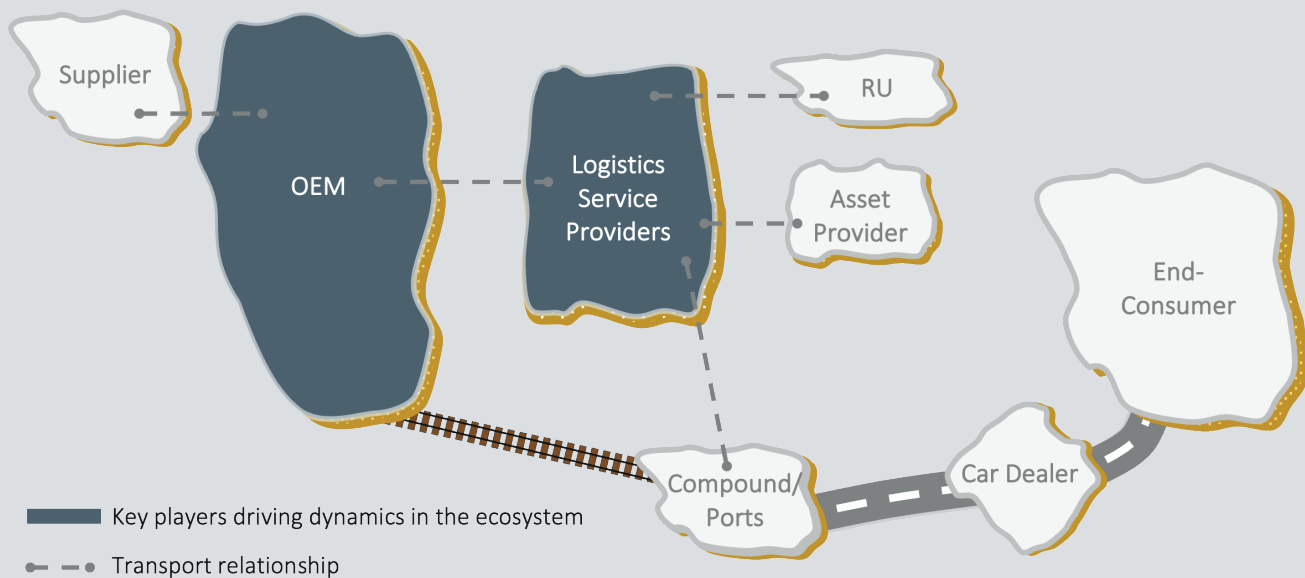 Supplier
OEM
Logistics
Service
Providers
RU
Asset
Provider
End-
Consumer
Compound/
Ports
Car Dealer
Key players driving dynamics in the ecosystem
Transport relationship